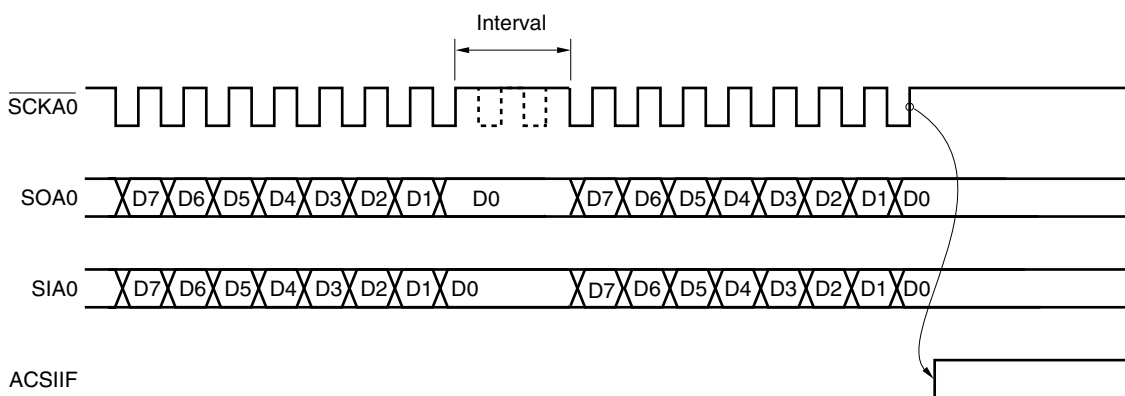 Interval
SCKA0
SOA0 D7 D6 D5 D4 D3 D2 D1 D0 D7 D6 D5 D4 D3 D2 D1 D0
SIA0 D7 D6 D5 D4 D3 D2 D1 D0 D7 D6 D5 D4 D3 D2 D1 D0
ACSIIF